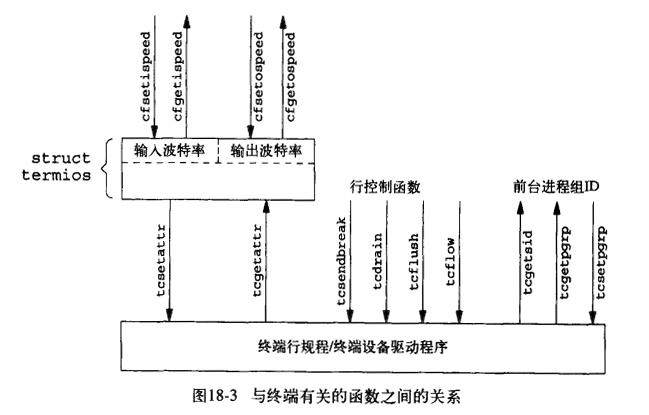 cfsetispeed
cfgetispeed
cfsetospeed
cfgetospeed
struct
termios
输入波特率
输出波特率
行控制函数
前台进程组ID
tcsetattr
tcgetattr
tcsendbreak
tcdrain
tcflush
tcflow
tcgetsid
tcgetpgrp
tcsetpgrp
终端行规程/终端设备驱动程序
图18-3 与终端有关的函数之间的关系